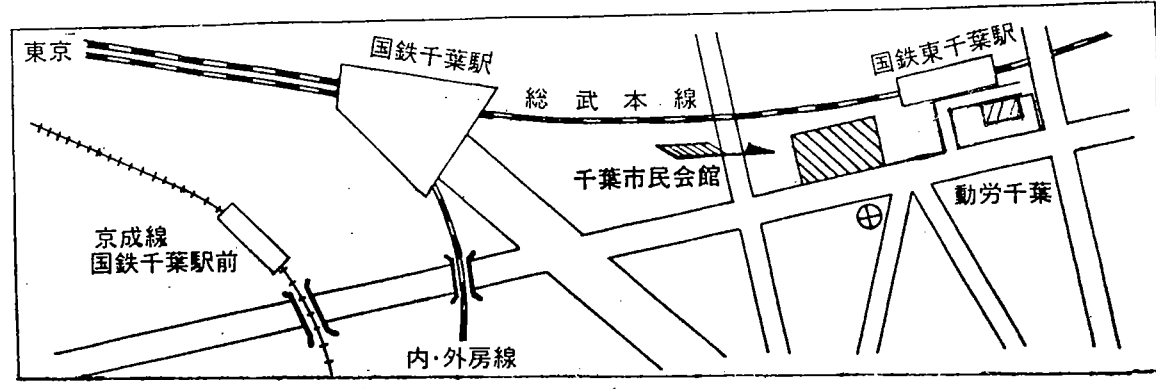 東京
国鉄千葉駅
総武本線
国鉄東千葉駅
千葉市民会館
動労千葉
京成線
国鉄千葉駅前
内・外房線